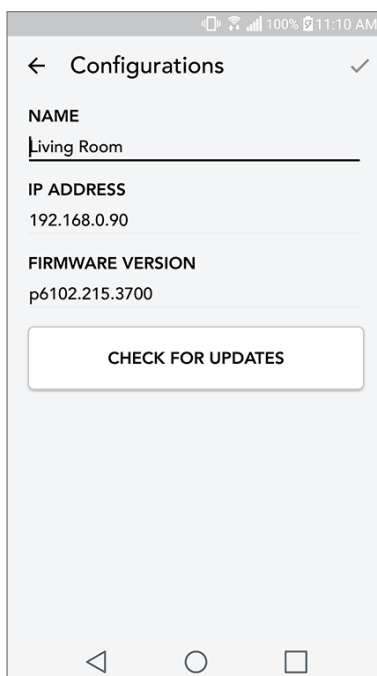 100% 11:10 AM
Configurations
NAME
Living Room
IP ADDRESS
192.168.0.90
FIRMWARE VERSION
p6102.215.3700
CHECK FOR UPDATES